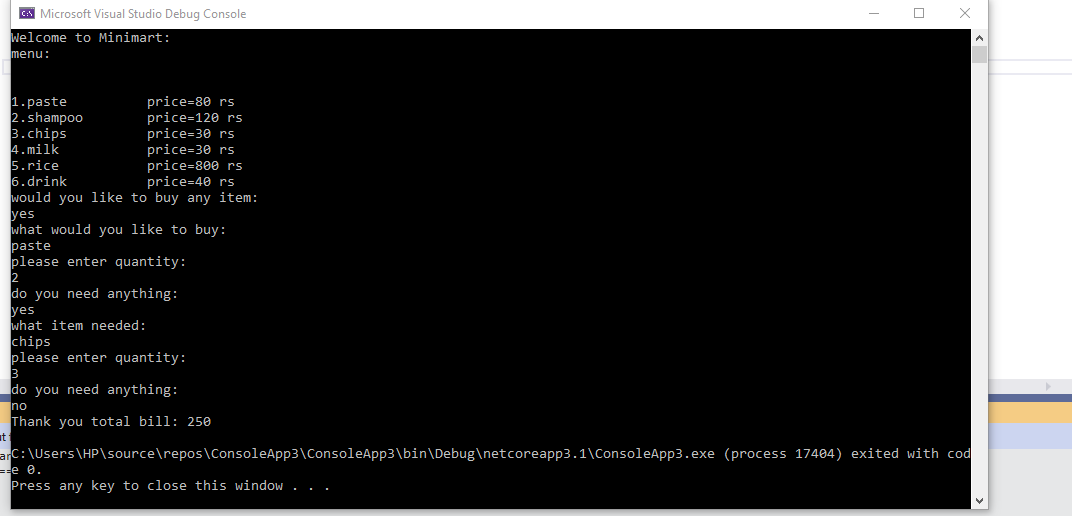 Microsoft Visual Studio Debug Console
Welcome to Minimart:
menu:
1.paste          price=80 rs
2.shampoo        price=120 rs
3.chips          price=30 rs
4.milk           price=30 rs
5.rice           price=800 rs
6.drink          price=40 rs
would you like to buy any item:
yes
what would you like to buy:
paste
please enter quantity:
2
do you need anything:
yes
what item needed:
chips
please enter quantity:
3
do you need anything:
no
Thank you total bill: 250
C:\Users\HP\source\repos\ConsoleApp3\ConsoleApp3\bin\Debug\netcoreapp3.1\ConsoleApp3.exe (process 17404) exited with cod
e 0.
Press any key to close this window . . .